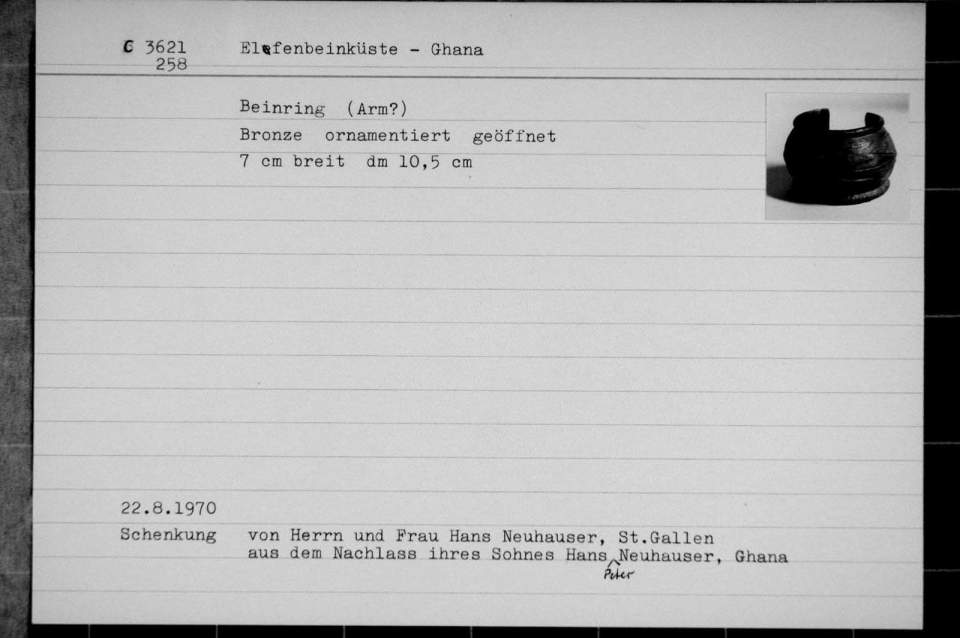 C 3621 Elefenbeinküste - Ghana
258
Beinring (Arm?)
Bronze ornamentiert geöffnet
7 cm breit dm 10,5 cm
22.8.1970
Schenkung von Herrn und Frau Hans Neuhauser, St.Gallen
aus dem Nachlass ihres Sohnes Hans Neuhauser, Ghana
Peter